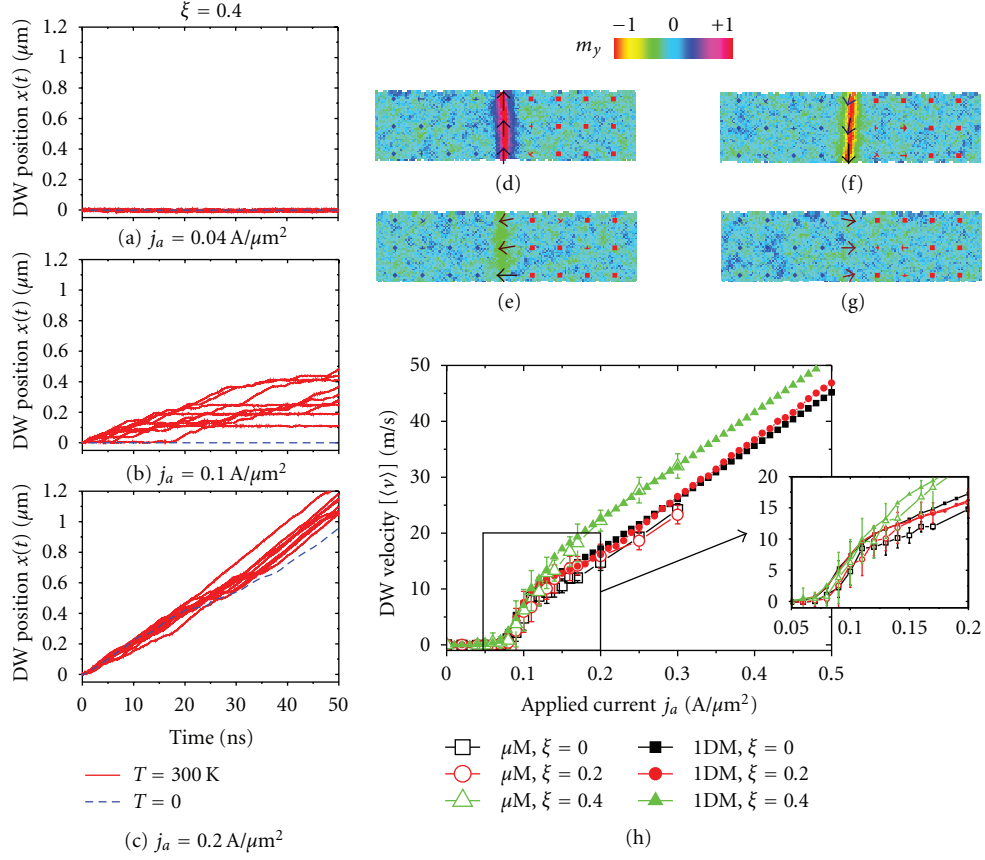 ξ = 0.4
DW position x(t) (μm)
1.2
1
0.8
0.6
0.4
0.2
0
(a) jₐ = 0.04 A/μm²
DW position x(t) (μm)
1.2
1
0.8
0.6
0.4
0.2
0
(b) jₐ = 0.1 A/μm²
DW position x(t) (μm)
1.2
1
0.8
0.6
0.4
0.2
0
0 10 20 30 40 50
Time (ns)
T = 300 K
T = 0
(c) jₐ = 0.2 A/μm²
−1 0 +1
m_y
(d)
(f)
(e)
(g)
DW velocity [⟨v⟩] (m/s)
50
40
30
20
10
0
0 0.1 0.2 0.3 0.4 0.5
Applied current jₐ (A/μm²)
20
15
10
5
0
0.05 0.1 0.15 0.2
μM, ξ = 0
μM, ξ = 0.2
μM, ξ = 0.4
1DM, ξ = 0
1DM, ξ = 0.2
1DM, ξ = 0.4
(h)